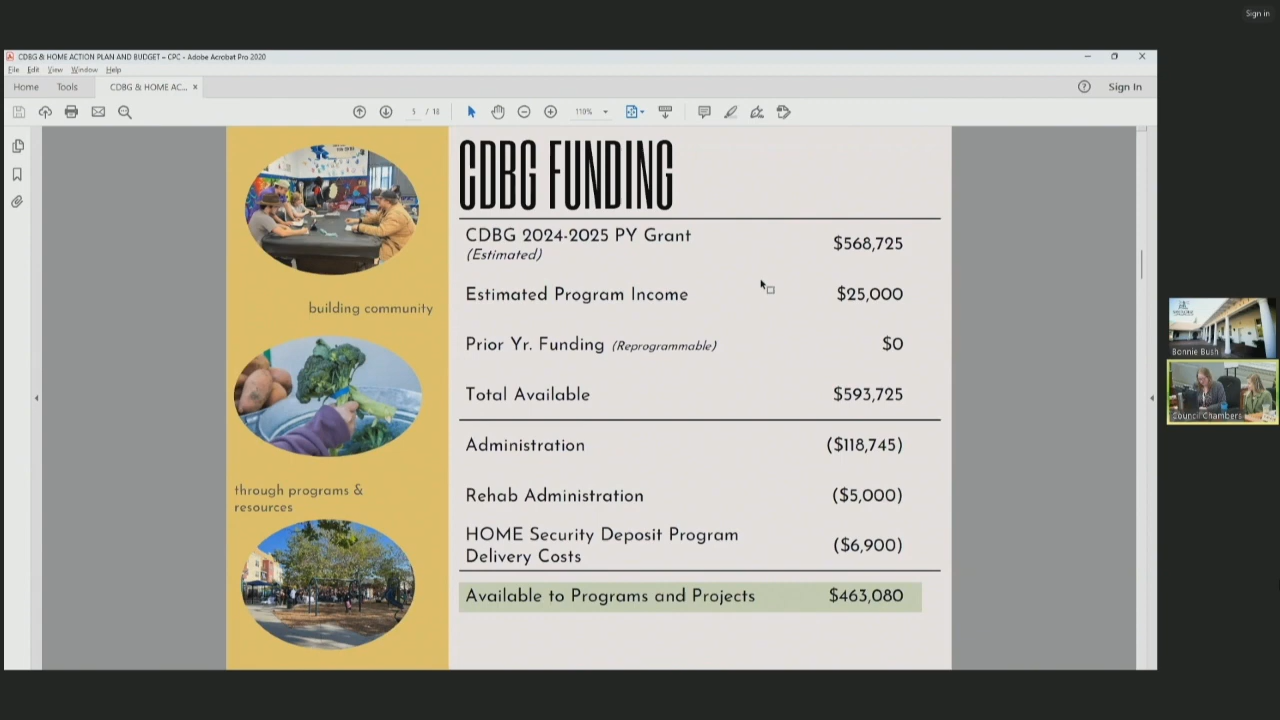 Sign in
CDBG & HOME ACTION PLAN AND BUDGET – CPC - Adobe Acrobat Pro 2020
File Edit View Window Help
Home Tools CDBG & HOME AC... × Sign In
5 / 18 110%
CDBG FUNDING
CDBG 2024-2025 PY Grant $568,725
(Estimated)
Estimated Program Income $25,000
building community
Prior Yr. Funding (Reprogrammable) $0
Total Available $593,725
Administration ($118,745)
through programs &
resources
Rehab Administration ($5,000)
HOME Security Deposit Program
Delivery Costs ($6,900)
Available to Programs and Projects $463,080
Bonnie Bush
Council Chambers